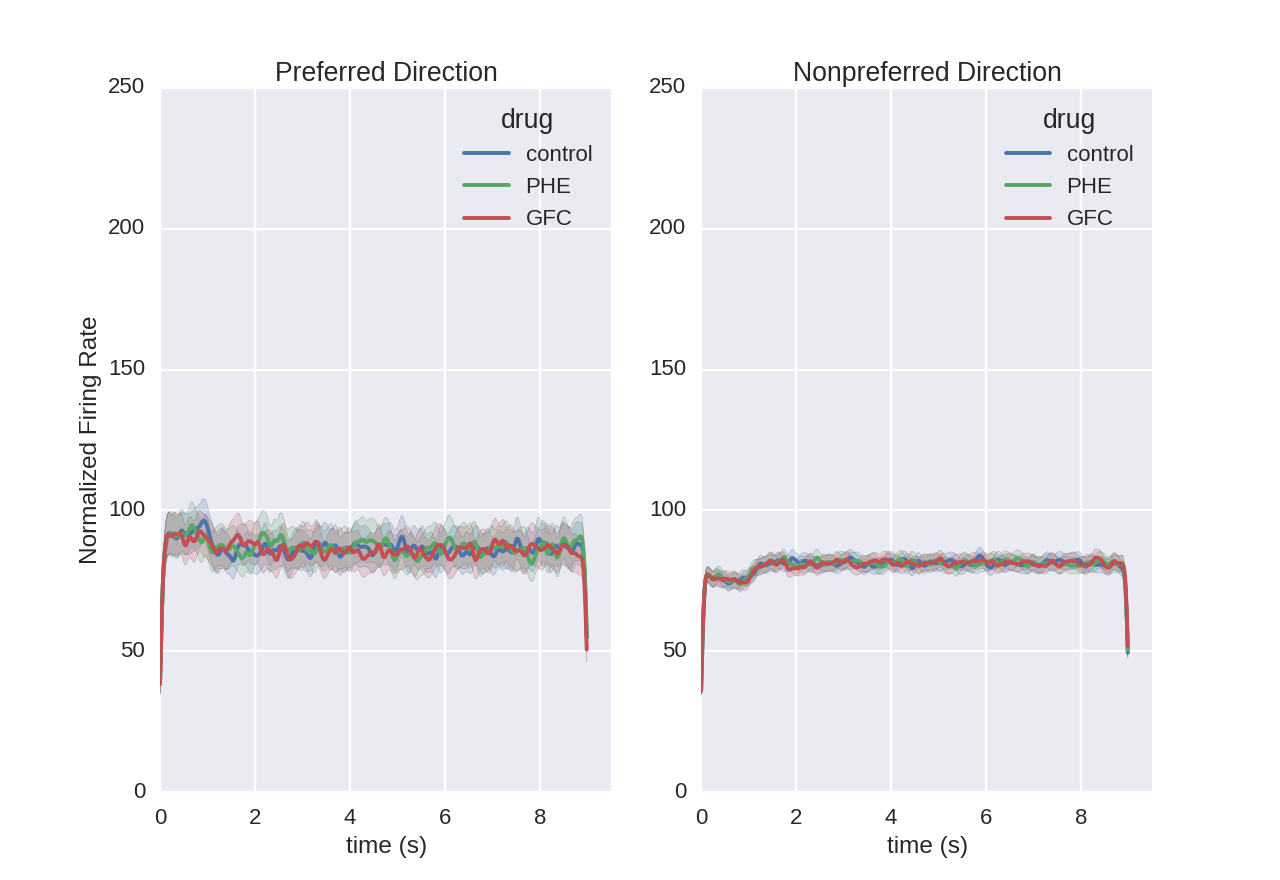 Preferred Direction
250
200
150
100
50
0
0 2 4 6 8
time (s)
Normalized Firing Rate
drug
control
PHE
GFC
Nonpreferred Direction
250
200
150
100
50
0
0 2 4 6 8
time (s)
drug
control
PHE
GFC